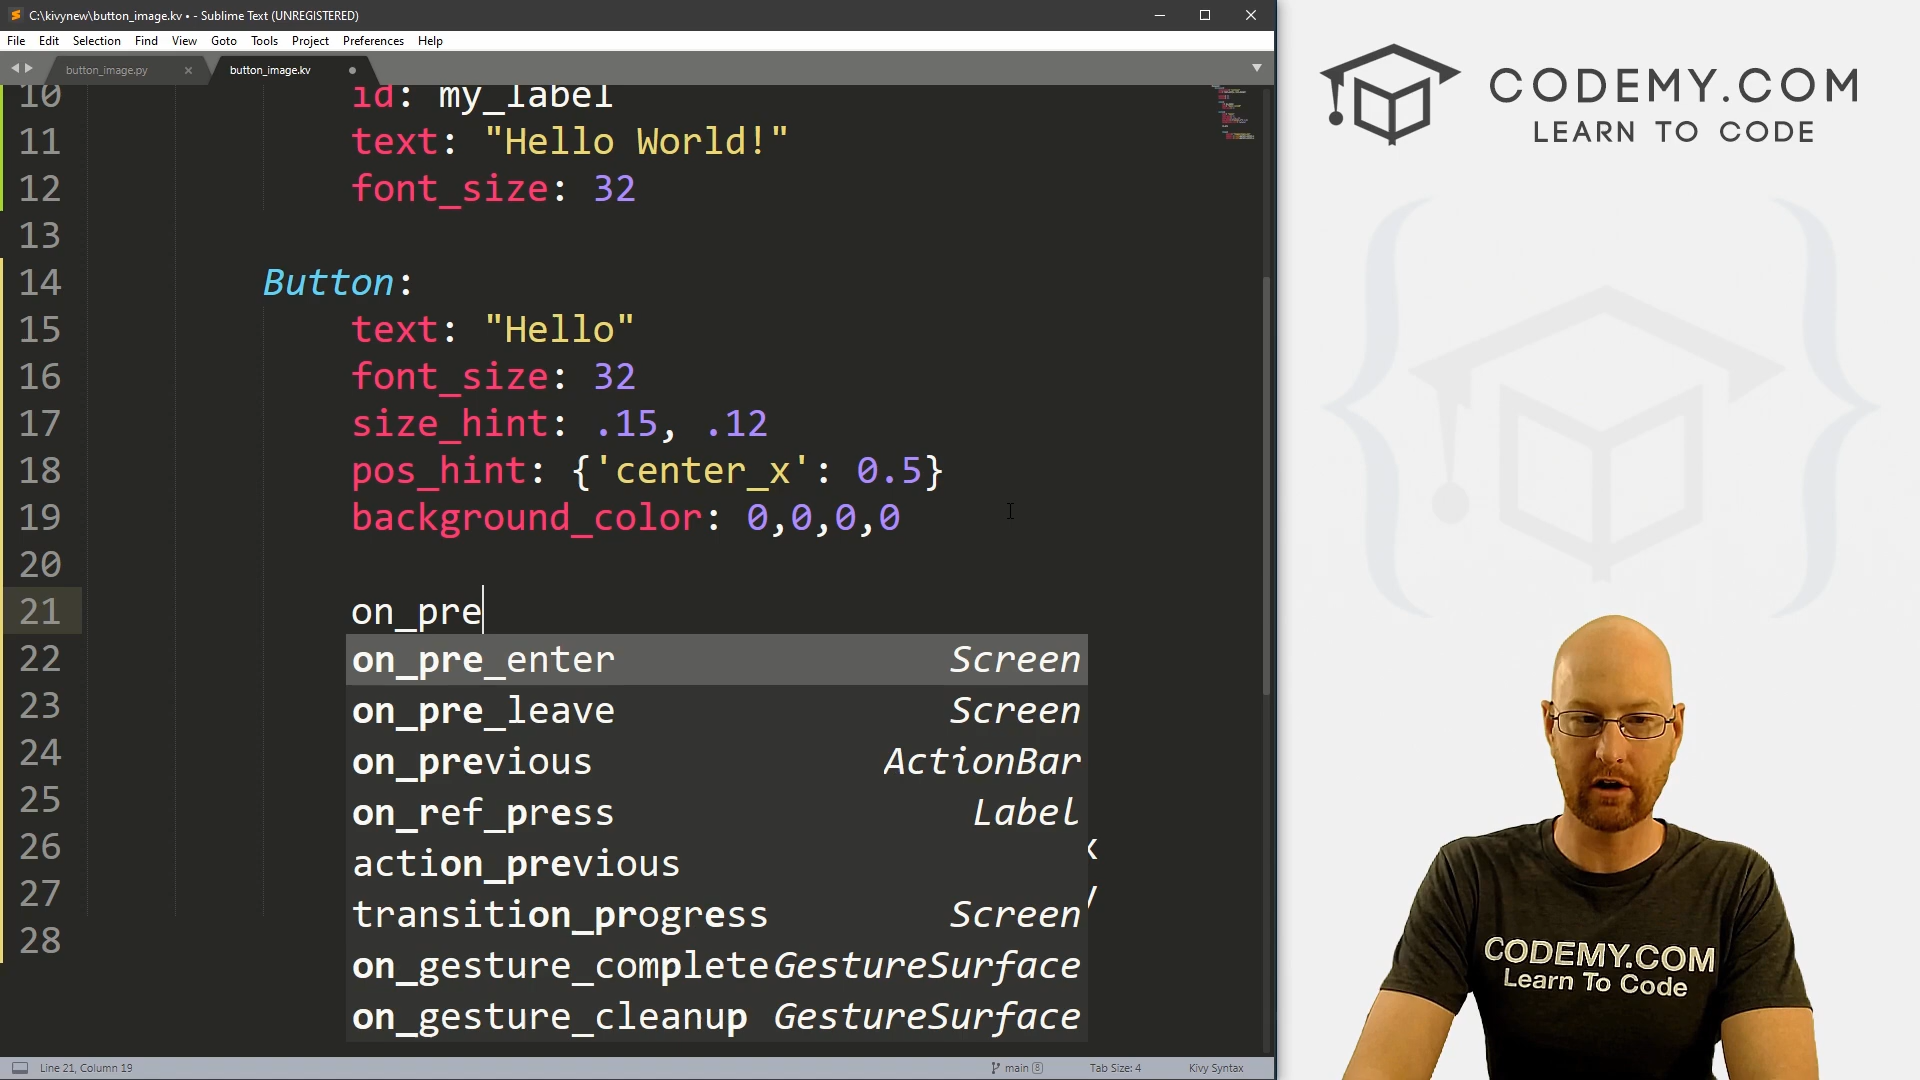 C:\kivynew\button_image.kv • - Sublime Text (UNREGISTERED)
File Edit Selection Find View Goto Tools Project Preferences Help
button_image.py
button_image.kv
10 id: my_label
11 text: "Hello World!"
12 font_size: 32
13
14 Button:
15 text: "Hello"
16 font_size: 32
17 size_hint: .15, .12
18 pos_hint: {'center_x': 0.5}
19 background_color: 0,0,0,0
20
21 on_pre
22 on_pre_enter Screen
23 on_pre_leave Screen
24 on_previous ActionBar
25 on_ref_press Label
26 action_previous
27 transition_progress Screen
28 on_gesture_complete GestureSurface
on_gesture_cleanup GestureSurface
Line 21, Column 19
main 8
Tab Size: 4
Kivy Syntax
CODEMY.COM
LEARN TO CODE
CODEMY.COM
Learn To Code